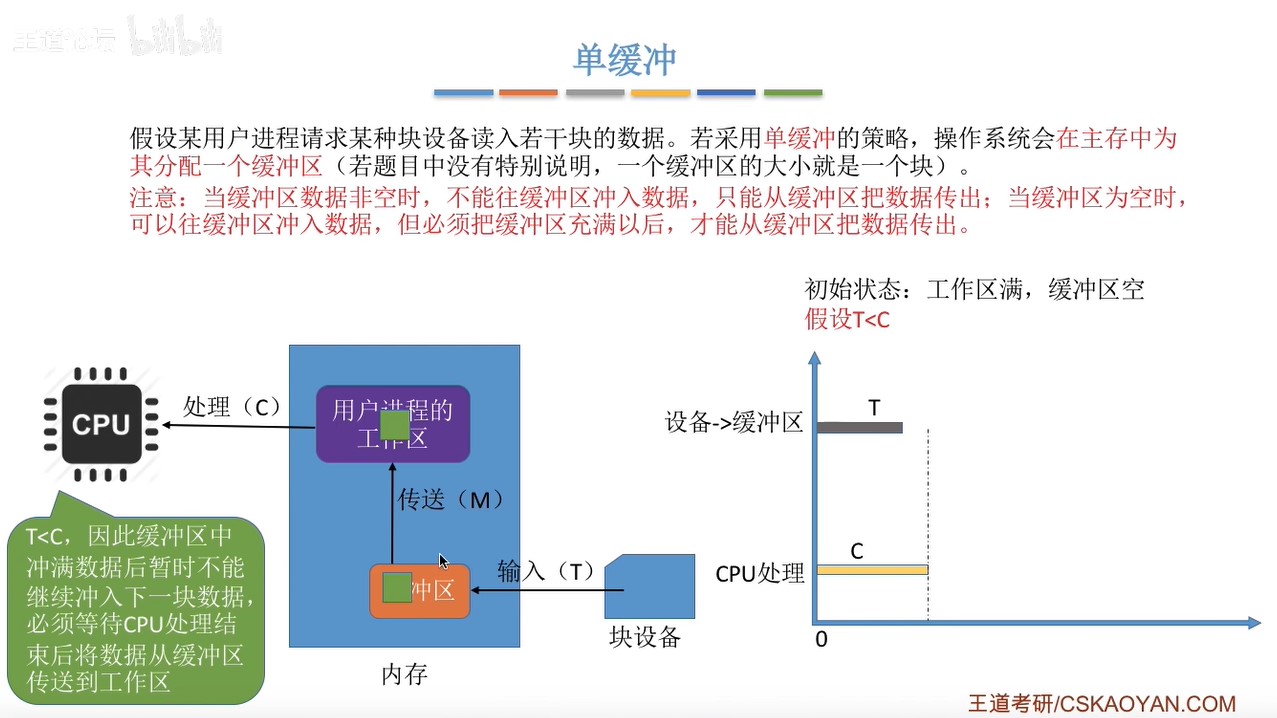 王道论坛 bilibili
单缓冲
假设某用户进程请求某种块设备读入若干块的数据。若采用单缓冲的策略，操作系统会在主存中为
其分配一个缓冲区（若题目中没有特别说明，一个缓冲区的大小就是一个块）。
注意：当缓冲区数据非空时，不能往缓冲区冲入数据，只能从缓冲区把数据传出；当缓冲区为空时，
可以往缓冲区冲入数据，但必须把缓冲区充满以后，才能从缓冲区把数据传出。
初始状态：工作区满，缓冲区空
假设T<C
CPU
处理（C）
用户进程的
工作区
传送（M）
冲区
输入（T）
块设备
内存
T<C，因此缓冲区中
冲满数据后暂时不能
继续冲入下一块数据，
必须等待CPU处理结
束后将数据从缓冲区
传送到工作区
设备->缓冲区
T
CPU处理
C
0
王道考研/CSKAOYAN.COM